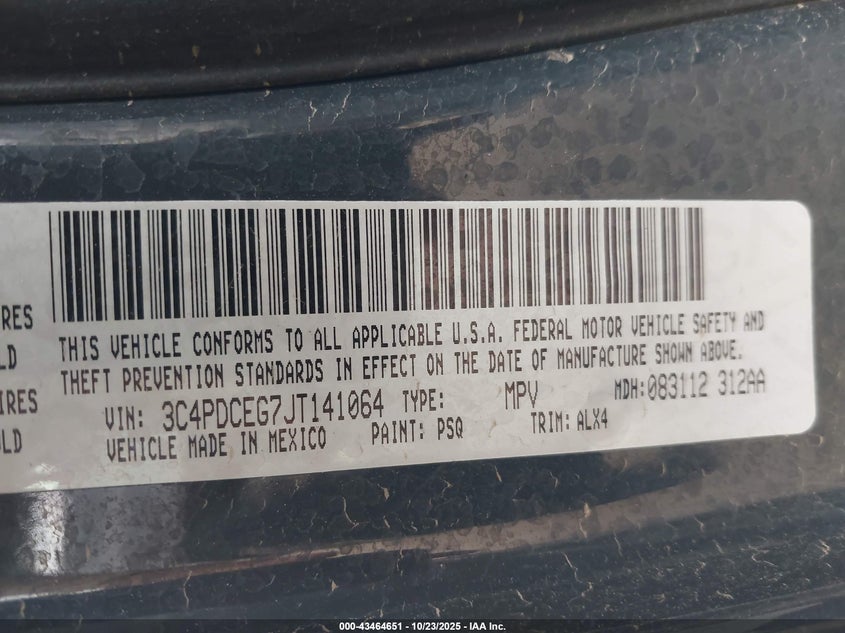 THIS VEHICLE CONFORMS TO ALL APPLICABLE U.S.A. FEDERAL MOTOR VEHICLE SAFETY AND
THEFT PREVENTION STANDARDS IN EFFECT ON THE DATE OF MANUFACTURE SHOWN ABOVE.
VIN: 3C4PDCEG7JT141064 TYPE: MPV MDH:083112 312AA
VEHICLE MADE IN MEXICO PAINT: PSQ TRIM: ALX4
RES
LD
IRES
OLD
000-43464651 - 10/23/2025 - IAA Inc.